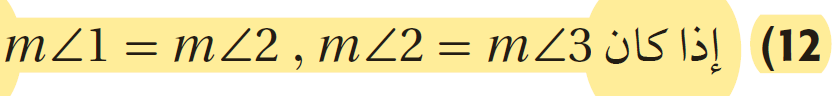 (12 إذا كان m∠1 = m∠2 , m∠2 = m∠3